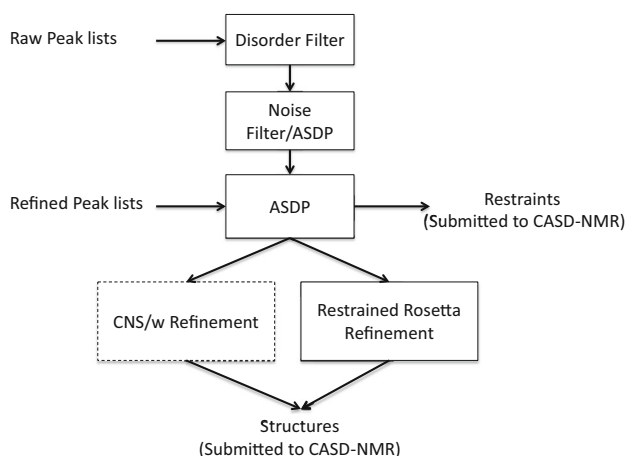 Raw Peak lists
Disorder Filter
Noise
Filter/ASDP
Refined Peak lists
ASDP
Restraints
(Submitted to CASD-NMR)
CNS/w Refinement
Restrained Rosetta
Refinement
Structures
(Submitted to CASD-NMR)